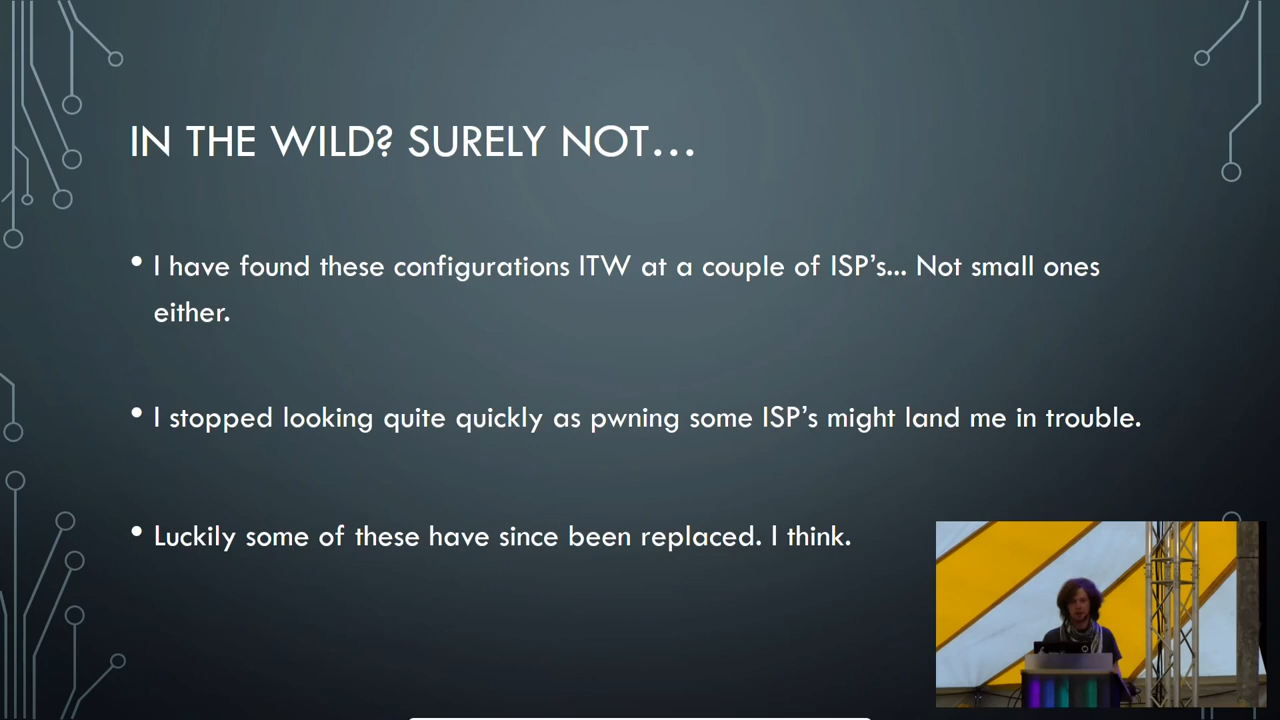 IN THE WILD? SURELY NOT...
• I have found these configurations ITW at a couple of ISP's... Not small ones
either.
• I stopped looking quite quickly as pwning some ISP's might land me in trouble.
• Luckily some of these have since been replaced. I think.